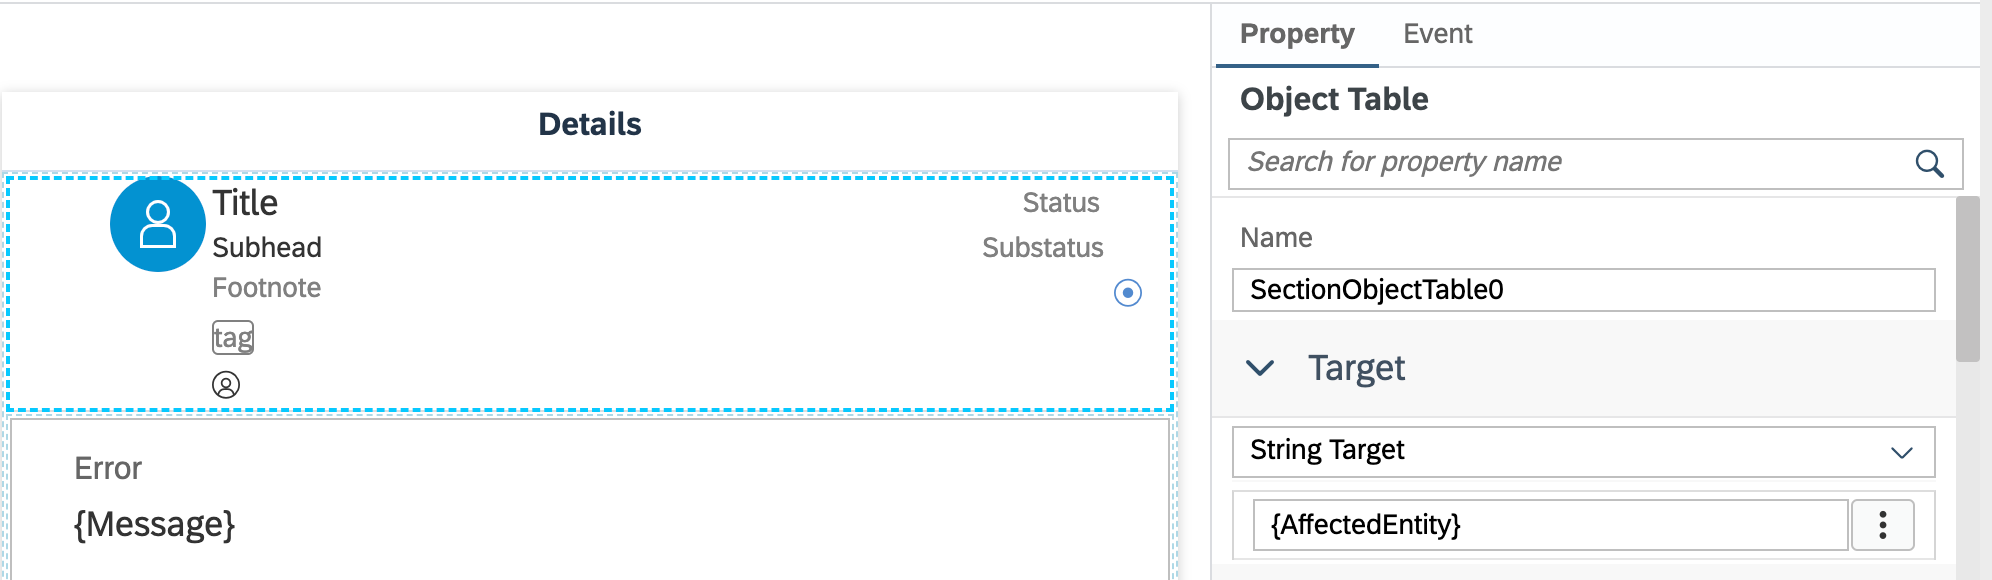 Details
Title
Status
Subhead
Substatus
Footnote
tag
Error
{Message}
Property
Event
Object Table
Search for property name
Name
SectionObjectTable0
Target
String Target
{AffectedEntity}